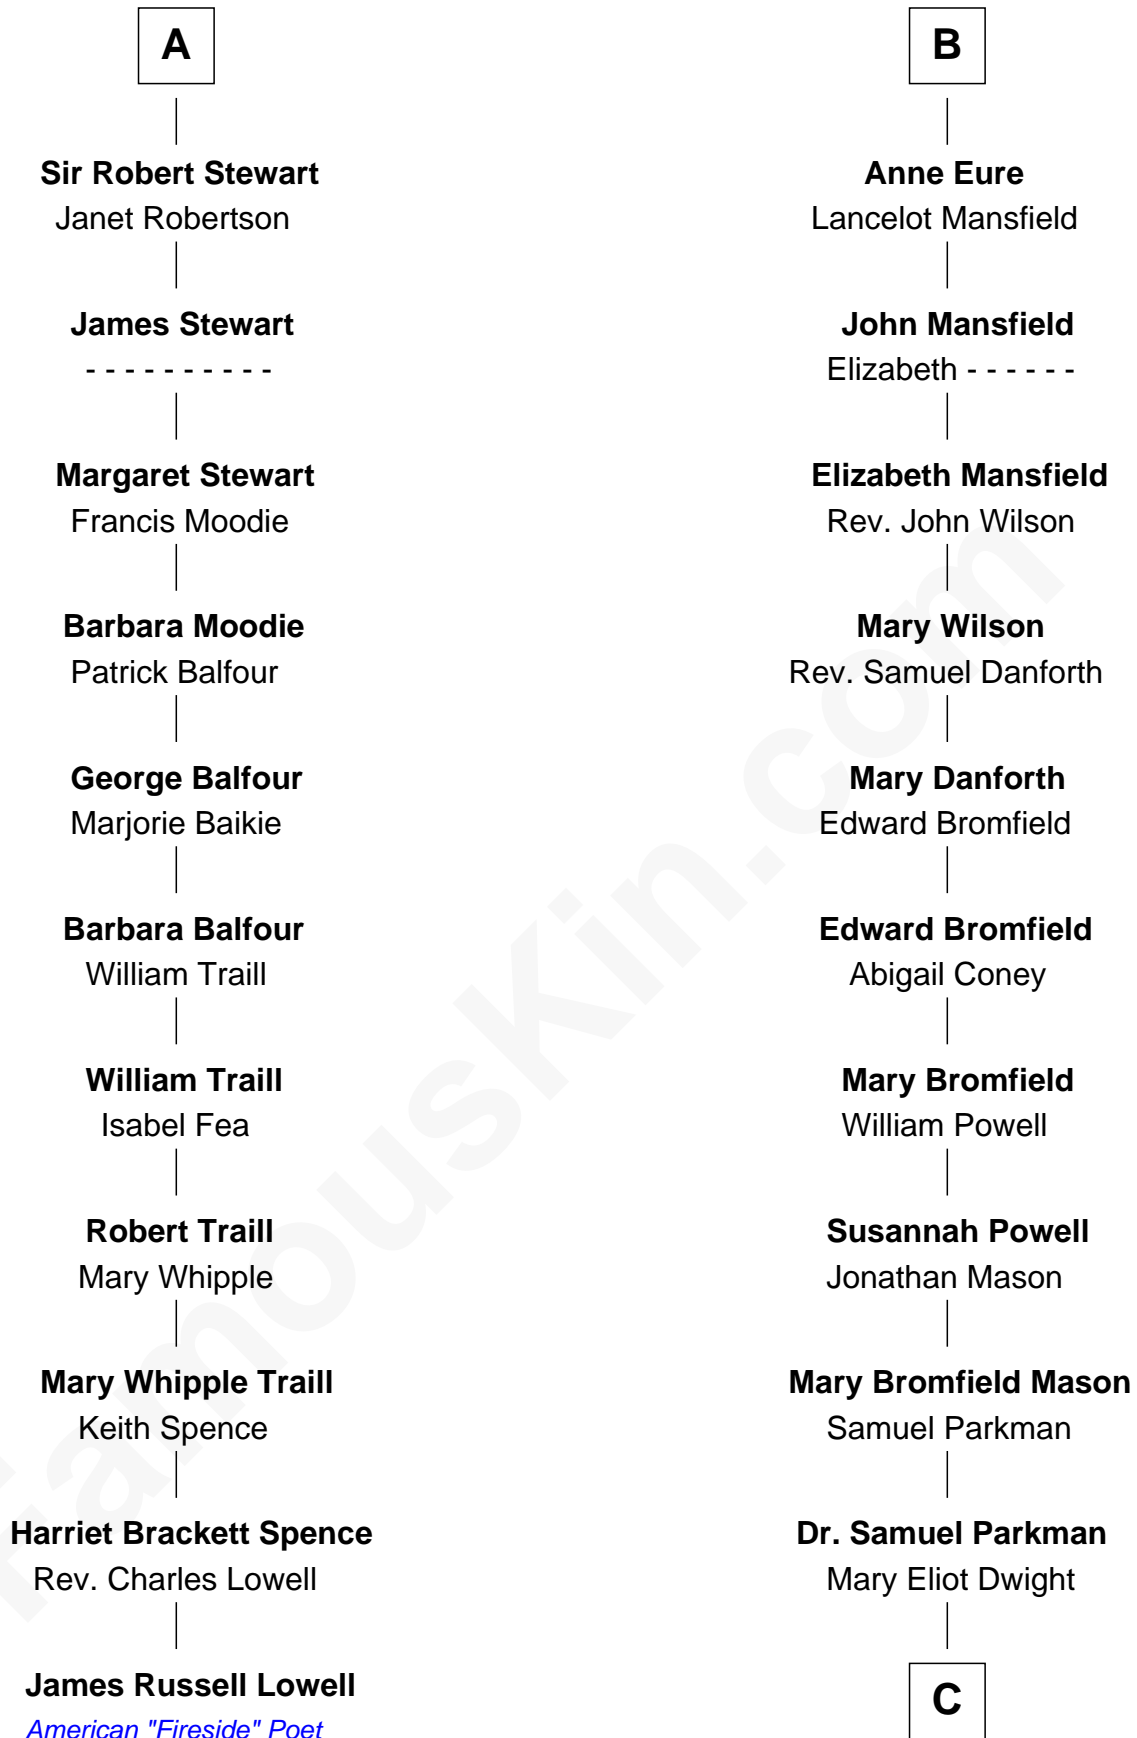 A
Sir Robert Stewart
Janet Robertson
James Stewart
- - - - - - - - - -
Margaret Stewart
Francis Moodie
Barbara Moodie
Patrick Balfour
George Balfour
Marjorie Baikie
Barbara Balfour
William Traill
William Traill
Isabel Fea
Robert Traill
Mary Whipple
Mary Whipple Traill
Keith Spence
Harriet Brackett Spence
Rev. Charles Lowell
James Russell Lowell
American "Fireside" Poet
B
Anne Eure
Lancelot Mansfield
John Mansfield
Elizabeth - - - - - -
Elizabeth Mansfield
Rev. John Wilson
Mary Wilson
Rev. Samuel Danforth
Mary Danforth
Edward Bromfield
Edward Bromfield
Abigail Coney
Mary Bromfield
William Powell
Susannah Powell
Jonathan Mason
Mary Bromfield Mason
Samuel Parkman
Dr. Samuel Parkman
Mary Eliot Dwight
C
famouskin.com